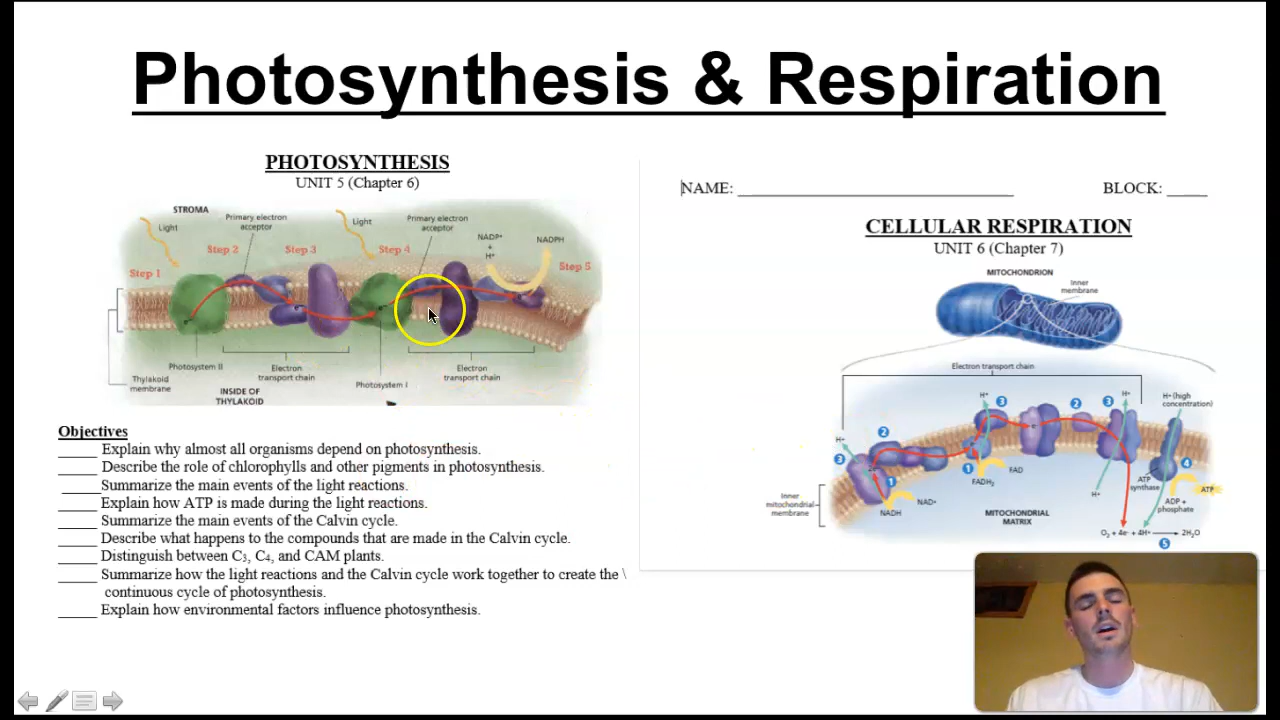 Photosynthesis & Respiration
PHOTOSYNTHESIS
UNIT 5 (Chapter 6)
STROMA
Light
Primary electron
acceptor
Light
Primary electron
acceptor
NADP⁺
+
H⁺
NADPH
Step 1
Step 2
Step 3
Step 4
Step 5
e⁻
e⁻
e⁻
Thylakoid
membrane
Photosystem II
Electron
transport chain
Photosystem I
Electron
transport chain
INSIDE OF
THYLAKOID
Objectives
_____ Explain why almost all organisms depend on photosynthesis.
_____ Describe the role of chlorophylls and other pigments in photosynthesis.
_____ Summarize the main events of the light reactions.
_____ Explain how ATP is made during the light reactions.
_____ Summarize the main events of the Calvin cycle.
_____ Describe what happens to the compounds that are made in the Calvin cycle.
_____ Distinguish between C₃, C₄, and CAM plants.
_____ Summarize how the light reactions and the Calvin cycle work together to create the \
continuous cycle of photosynthesis.
_____ Explain how environmental factors influence photosynthesis.
NAME: ______________________________ BLOCK: _____
CELLULAR RESPIRATION
UNIT 6 (Chapter 7)
MITOCHONDRION
Inner
membrane
Electron transport chain
H⁺
3
2
1
H⁺
3
1
2
3
H⁺
H⁺ (high
concentration)
e⁻
FADH₂
FAD
NADH
NAD⁺
H⁺
ATP
synthase
4
ADP +
phosphate
ATP
Inner
mitochondrial
membrane
MITOCHONDRIAL
MATRIX
O₂ + 4e⁻ + 4H⁺ → 2H₂O
5